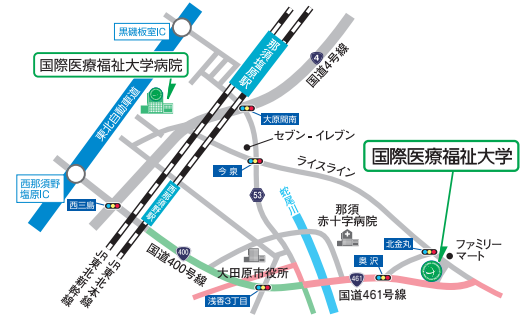 黒磯板室IC
国際医療福祉大学病院
東北自動車道
那須塩原駅
4
国道4号線
大原間南
セブン-イレブン
今泉
ライスライン
国際医療福祉大学
西那須野
塩原IC
西三島
西那須野駅
53
蛇尾川
那須
赤十字病院
北金丸
ファミリー
マート
400
国道400号線
大田原市役所
奥沢
461
国道461号線
浅香3丁目
JR東北本線
JR東北新幹線